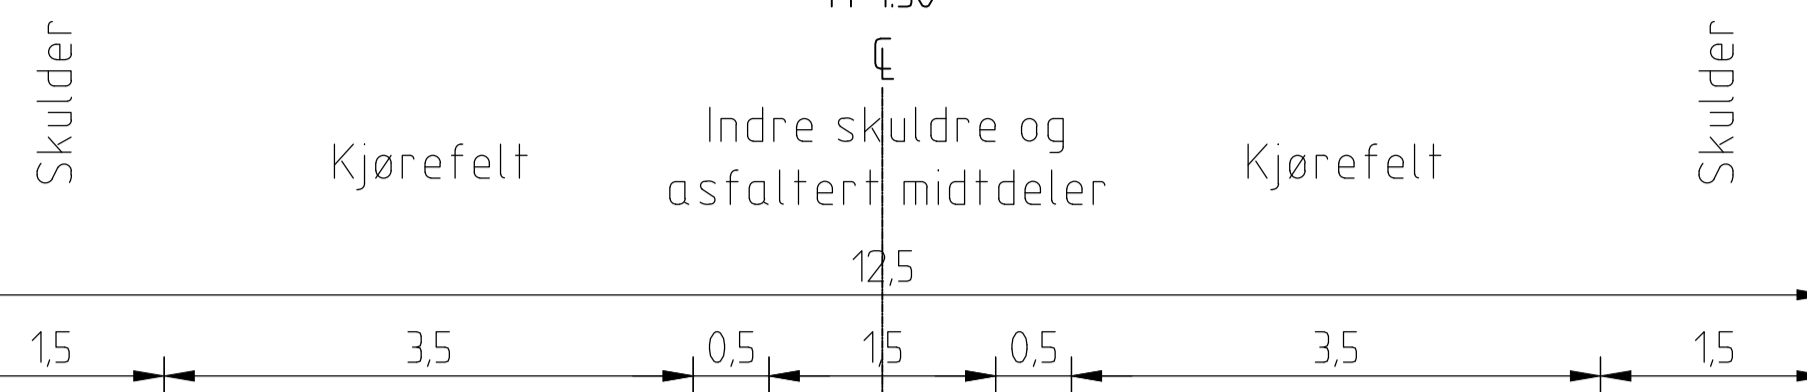 Skulder
Kjørefelt
Indre skuldre og
asfaltert midtdeler
Kjørefelt
Skulder
12,5
1,5
3,5
0,5
1,5
0,5
3,5
1,5